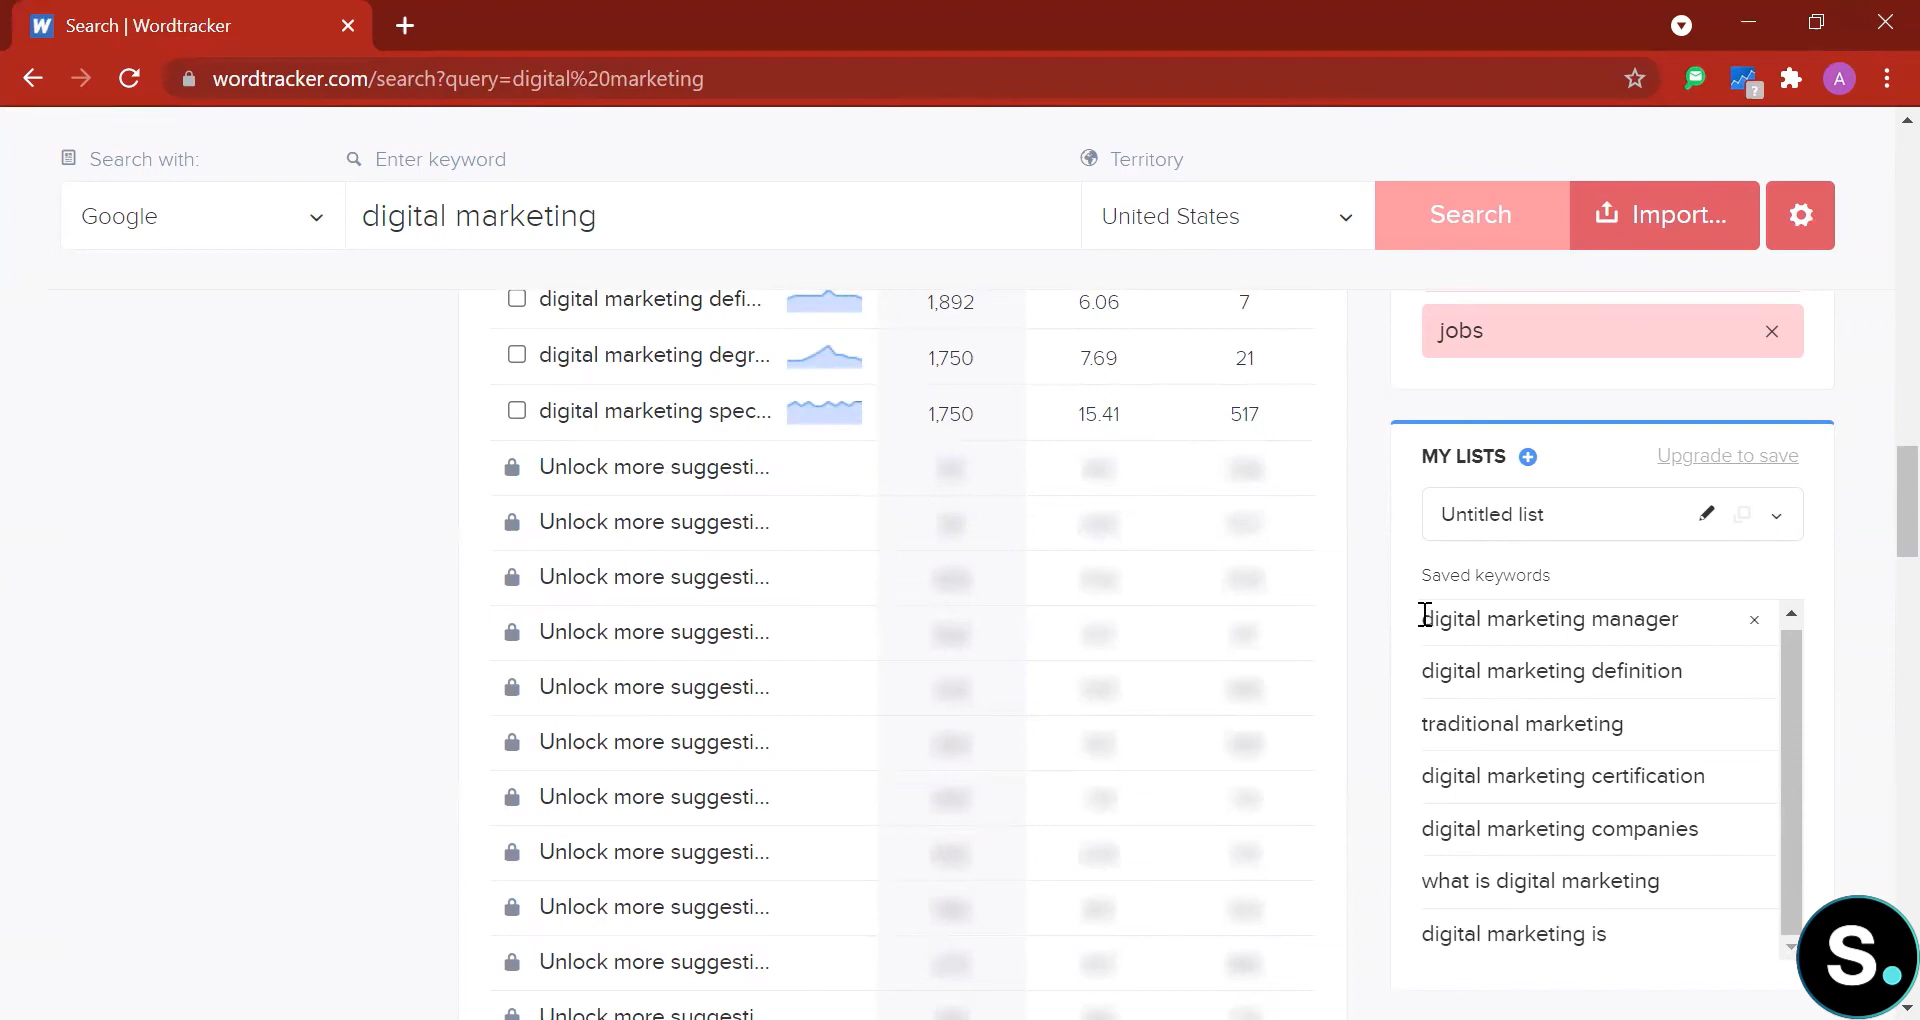 W Search | Wordtracker
wordtracker.com/search?query=digital%20marketing
?
A
Search with:
Enter keyword
Territory
Google
digital marketing
United States
Search
Import...
digital marketing defi... 1,892 6.06 7
digital marketing degr... 1,750 7.69 21
digital marketing spec... 1,750 15.41 517
Unlock more suggesti...
Unlock more suggesti...
Unlock more suggesti...
Unlock more suggesti...
Unlock more suggesti...
Unlock more suggesti...
Unlock more suggesti...
Unlock more suggesti...
Unlock more suggesti...
Unlock more suggesti...
Unlock more suggesti
jobs
MY LISTS
Upgrade to save
Untitled list
Saved keywords
digital marketing manager
digital marketing definition
traditional marketing
digital marketing certification
digital marketing companies
what is digital marketing
digital marketing is
S.